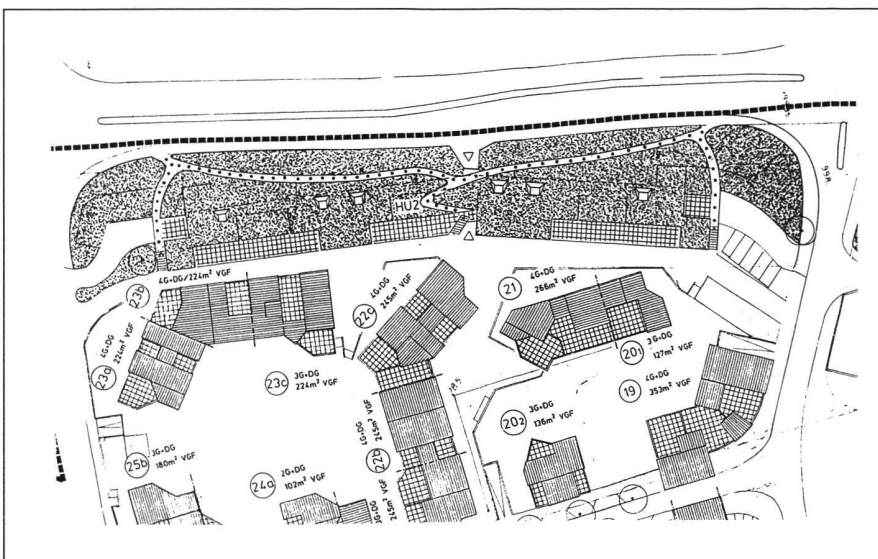 99.8
HU2
23b
4G+DG/224m² VGF
22c
4G+DG
245m² VGF
21
4G+DG
266m² VGF
23a
4G+DG
224m² VGF
23c
3G+DG
224m² VGF
20₁
3G+DG
127m² VGF
19
4G+DG
353m² VGF
20₂
3G+DG
136m² VGF
22b
4G+DG
245m² VGF
25b
3G+DG
180m² VGF
24a
2G+DG
102m² VGF
3G+DG
245m² VGF